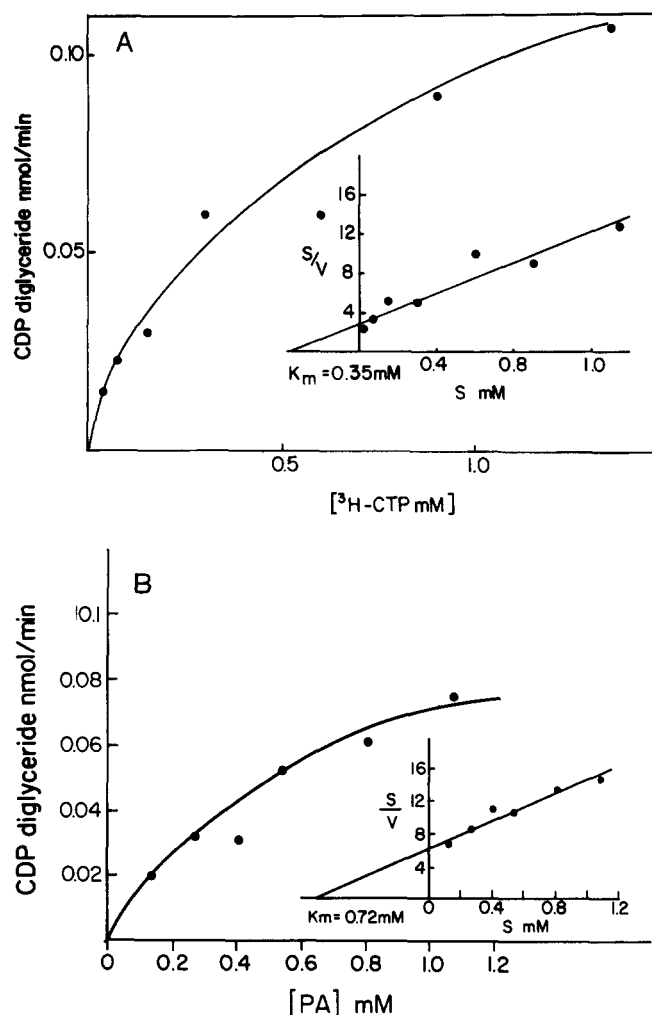 A
CDP diglyceride nmol/min
0.10
0.05
0.5
1.0
[³H-CTP mM]
S/V
16
12
8
4
0.4
0.6
1.0
Km = 0.35mM
S mM
B
CDP diglyceride nmol/min
10.1
0.08
0.06
0.04
0.02
0
0.2
0.4
0.6
0.8
1.0
1.2
[PA] mM
S
V
16
12
8
4
0
0.4
0.8
1.2
Km = 0.72mM
S mM